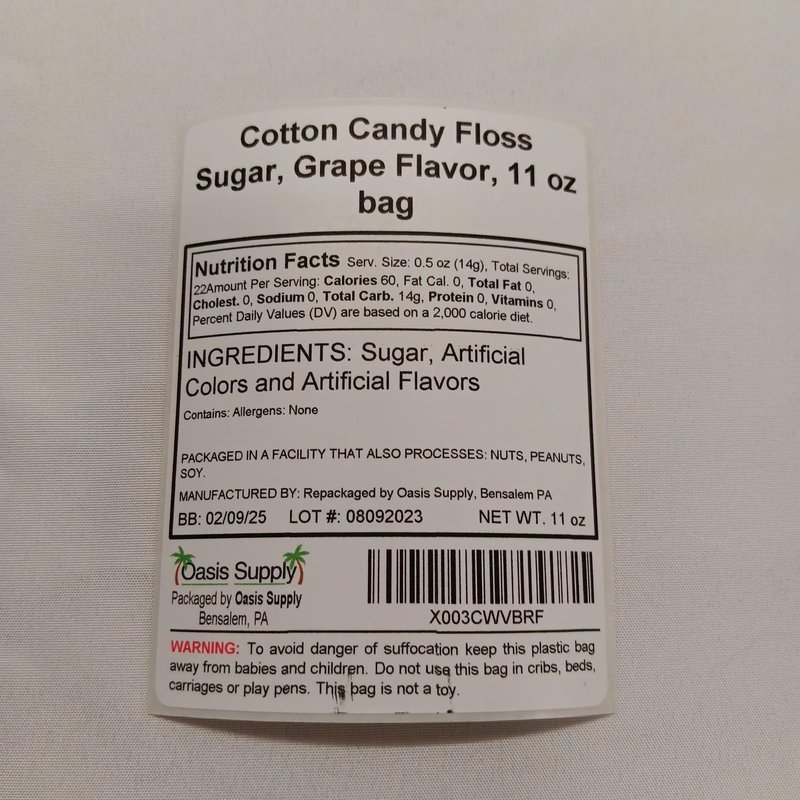 Cotton Candy Floss
Sugar, Grape Flavor, 11 oz
bag
Nutrition Facts Serv. Size: 0.5 oz (14g), Total Servings:
22Amount Per Serving: Calories 60, Fat Cal. 0, Total Fat 0,
Cholest. 0, Sodium 0, Total Carb. 14g, Protein 0, Vitamins 0,
Percent Daily Values (DV) are based on a 2,000 calorie diet.
INGREDIENTS: Sugar, Artificial
Colors and Artificial Flavors
Contains: Allergens: None
PACKAGED IN A FACILITY THAT ALSO PROCESSES: NUTS, PEANUTS,
SOY.
MANUFACTURED BY: Repackaged by Oasis Supply, Bensalem PA
BB: 02/09/25 LOT #: 08092023 NET WT. 11 oz
Oasis Supply
Packaged by Oasis Supply
Bensalem, PA
X003CWVBRF
WARNING: To avoid danger of suffocation keep this plastic bag
away from babies and children. Do not use this bag in cribs, beds,
carriages or play pens. This bag is not a toy.